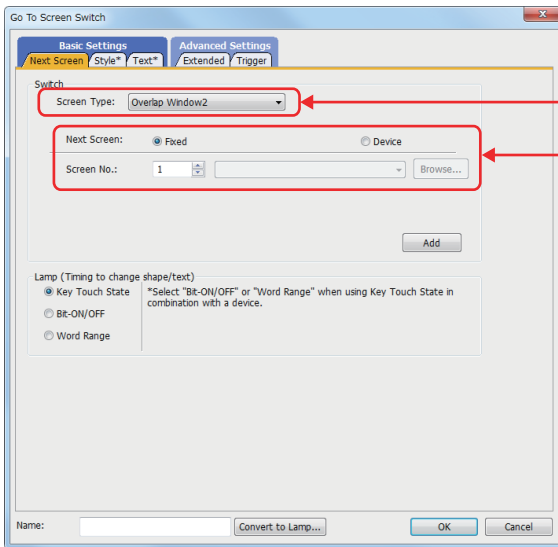 Go To Screen Switch
x
Basic Settings
Advanced Settings
Next Screen Style* Text* Extended Trigger
Switch
Screen Type: Overlap Window2
Next Screen: Fixed Device
Screen No.: 1 Browse...
Add
Lamp (Timing to change shape/text)
Key Touch State
*Select "Bit-ON/OFF" or "Word Range" when using Key Touch State in
combination with a device.
Bit-ON/OFF
Word Range
Name: Convert to Lamp... OK Cancel